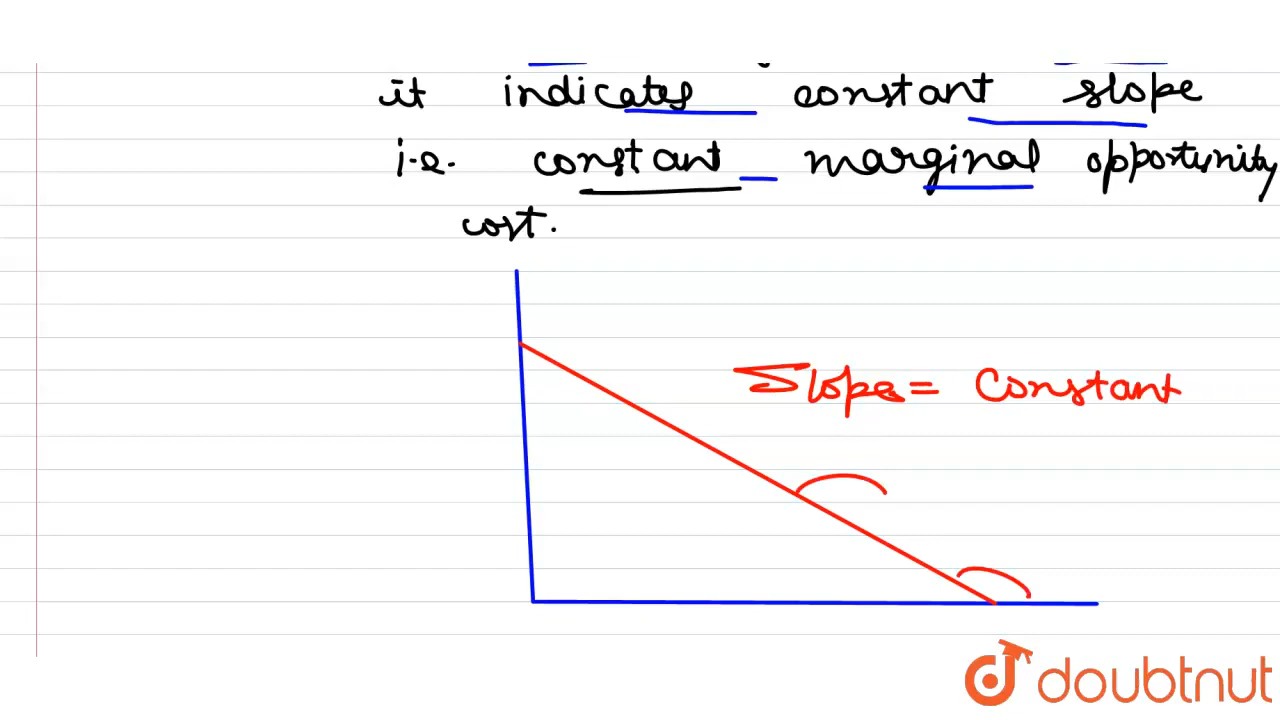 it indicates constant slope
i.e. constant marginal opportunity
cost.
Slope = Constant
doubtnut